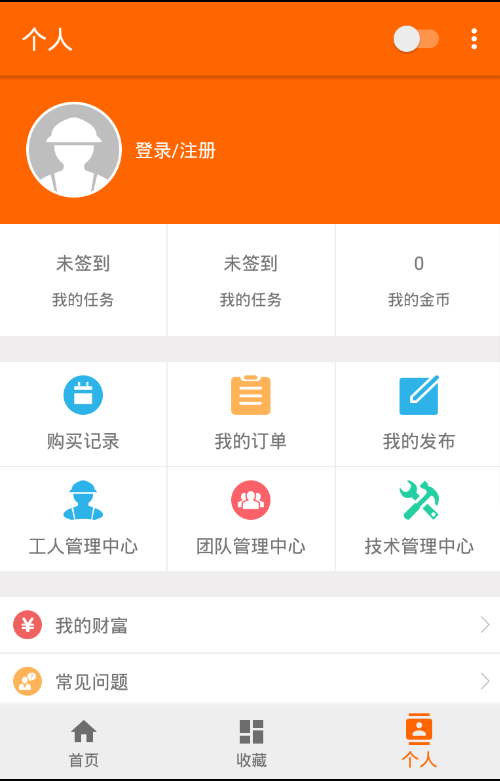 个人
登录/注册
未签到 未签到 0
我的任务 我的任务 我的金币
购买记录 我的订单 我的发布
工人管理中心 团队管理中心 技术管理中心
¥ 我的财富
常见问题
首页 收藏 个人